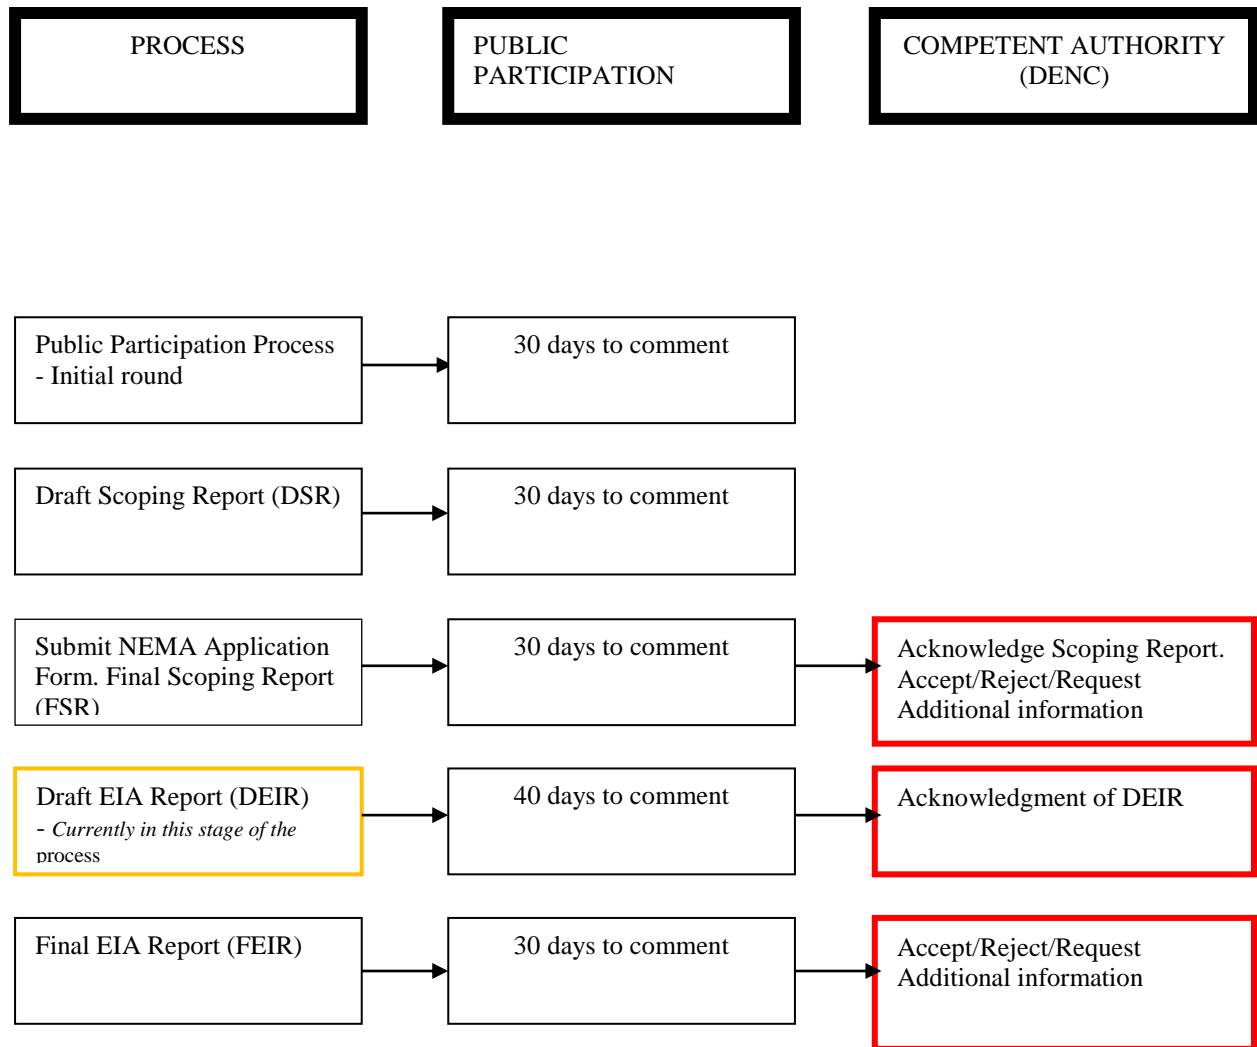 PROCESS
PUBLIC
PARTICIPATION
COMPETENT AUTHORITY
(DENC)
Public Participation Process
- Initial round
30 days to comment
Draft Scoping Report (DSR)
30 days to comment
Submit NEMA Application
Form. Final Scoping Report
(FSR)
30 days to comment
Acknowledge Scoping Report.
Accept/Reject/Request
Additional information
Draft EIA Report (DEIR)
- Currently in this stage of the
process
40 days to comment
Acknowledgment of DEIR
Final EIA Report (FEIR)
30 days to comment
Accept/Reject/Request
Additional information